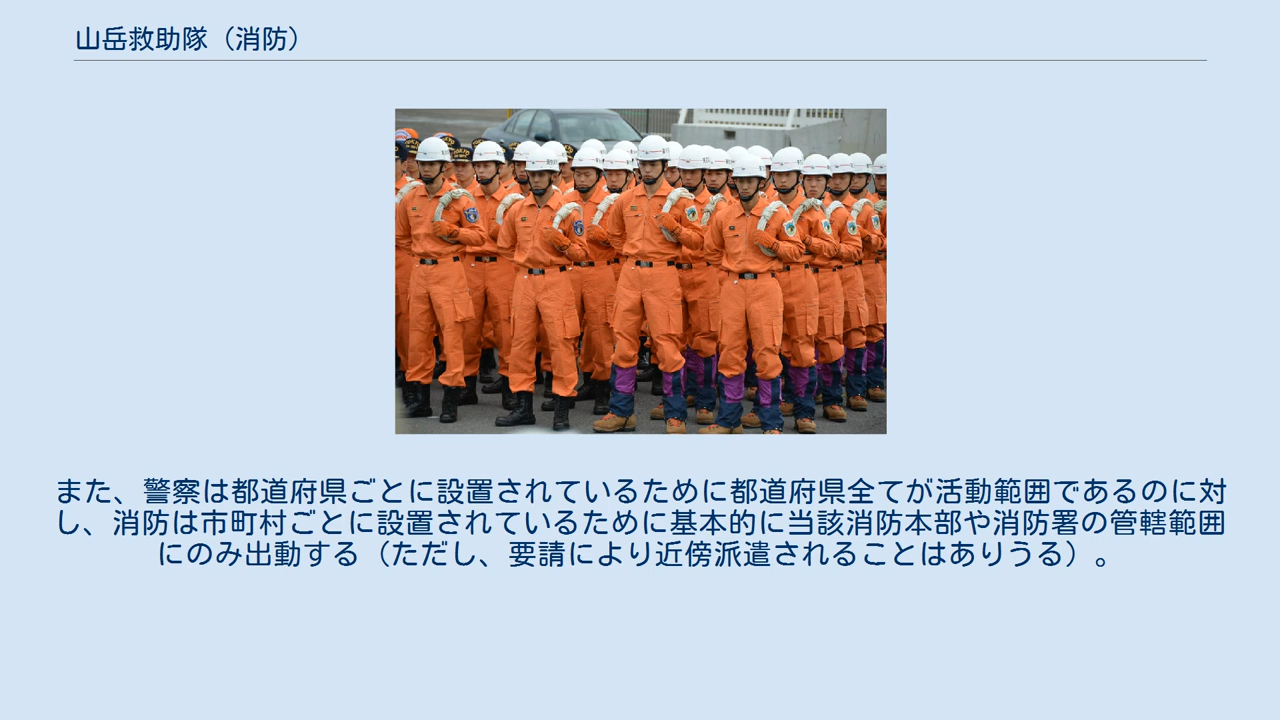 山岳救助隊（消防）
また、警察は都道府県ごとに設置されているために都道府県全てが活動範囲であるのに対
し、消防は市町村ごとに設置されているために基本的に当該消防本部や消防署の管轄範囲
にのみ出動する（ただし、要請により近傍派遣されることはありうる）。